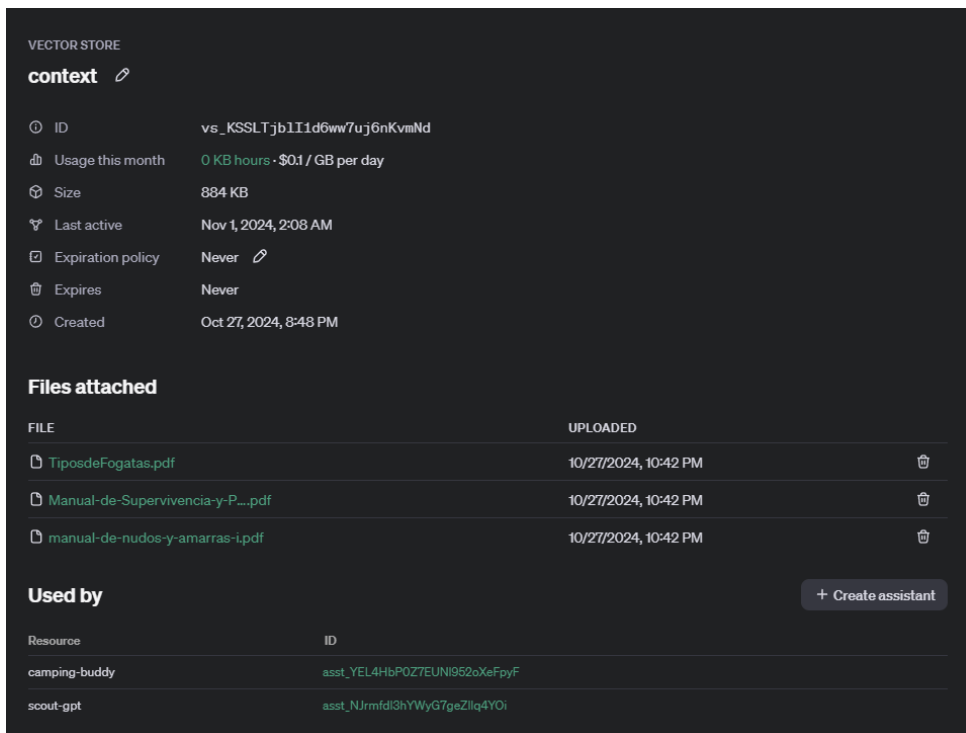 VECTOR STORE
context
ID vs_KSSLTjblI1d6ww7uj6nKvmNd
Usage this month 0 KB hours · $0.1 / GB per day
Size 884 KB
Last active Nov 1, 2024, 2:08 AM
Expiration policy Never
Expires Never
Created Oct 27, 2024, 8:48 PM
Files attached
FILE UPLOADED
TiposdeFogatas.pdf 10/27/2024, 10:42 PM
Manual-de-Supervivencia-y-P....pdf 10/27/2024, 10:42 PM
manual-de-nudos-y-amarras-i.pdf 10/27/2024, 10:42 PM
Used by + Create assistant
Resource ID
camping-buddy asst_YEL4HbP0Z7EUNI952oXeFpyF
scout-gpt asst_NJrmfdI3hYWyG7geZIlq4YOi